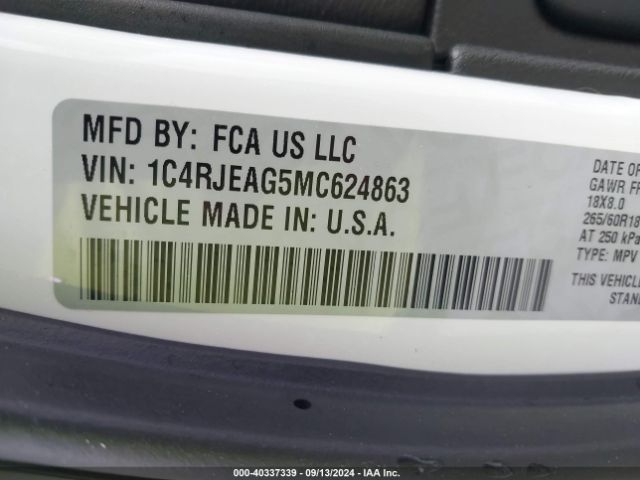 MFD BY: FCA US LLC
VIN: 1C4RJEAG5MC624863
VEHICLE MADE IN: U.S.A.
DATE OF
GAWR FR
18X8.0
265/60R18
AT 250 kPa
TYPE: MPV
THIS VEHICLE
STAN
000-40337339 - 09/13/2024 - IAA Inc.